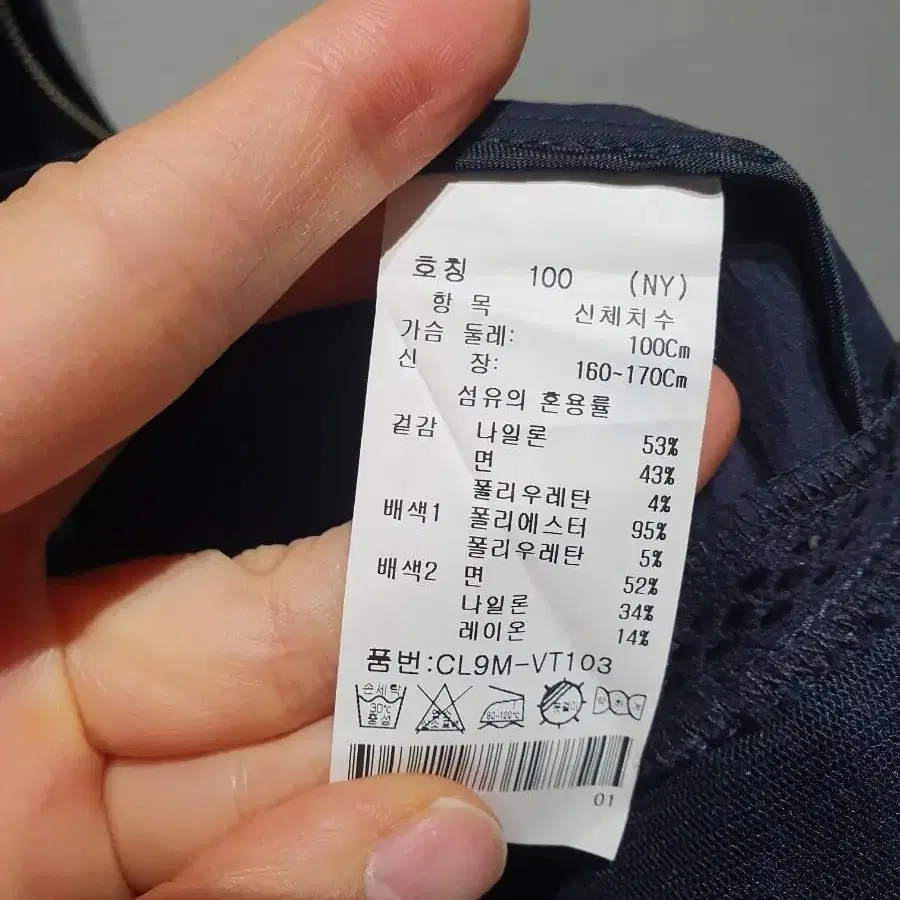 호칭 100 (NY)
항 목 신체치수
가슴 둘레: 100Cm
신 장: 160~170Cm
섬유의 혼용률
겉감 나일론 53%
면 43%
폴리우레탄 4%
배색1 폴리에스터 95%
폴리우레탄 5%
배색2 면 52%
나일론 34%
레이온 14%
품번:CL9M-VT103
손세탁
30℃
중성
80~120℃
01